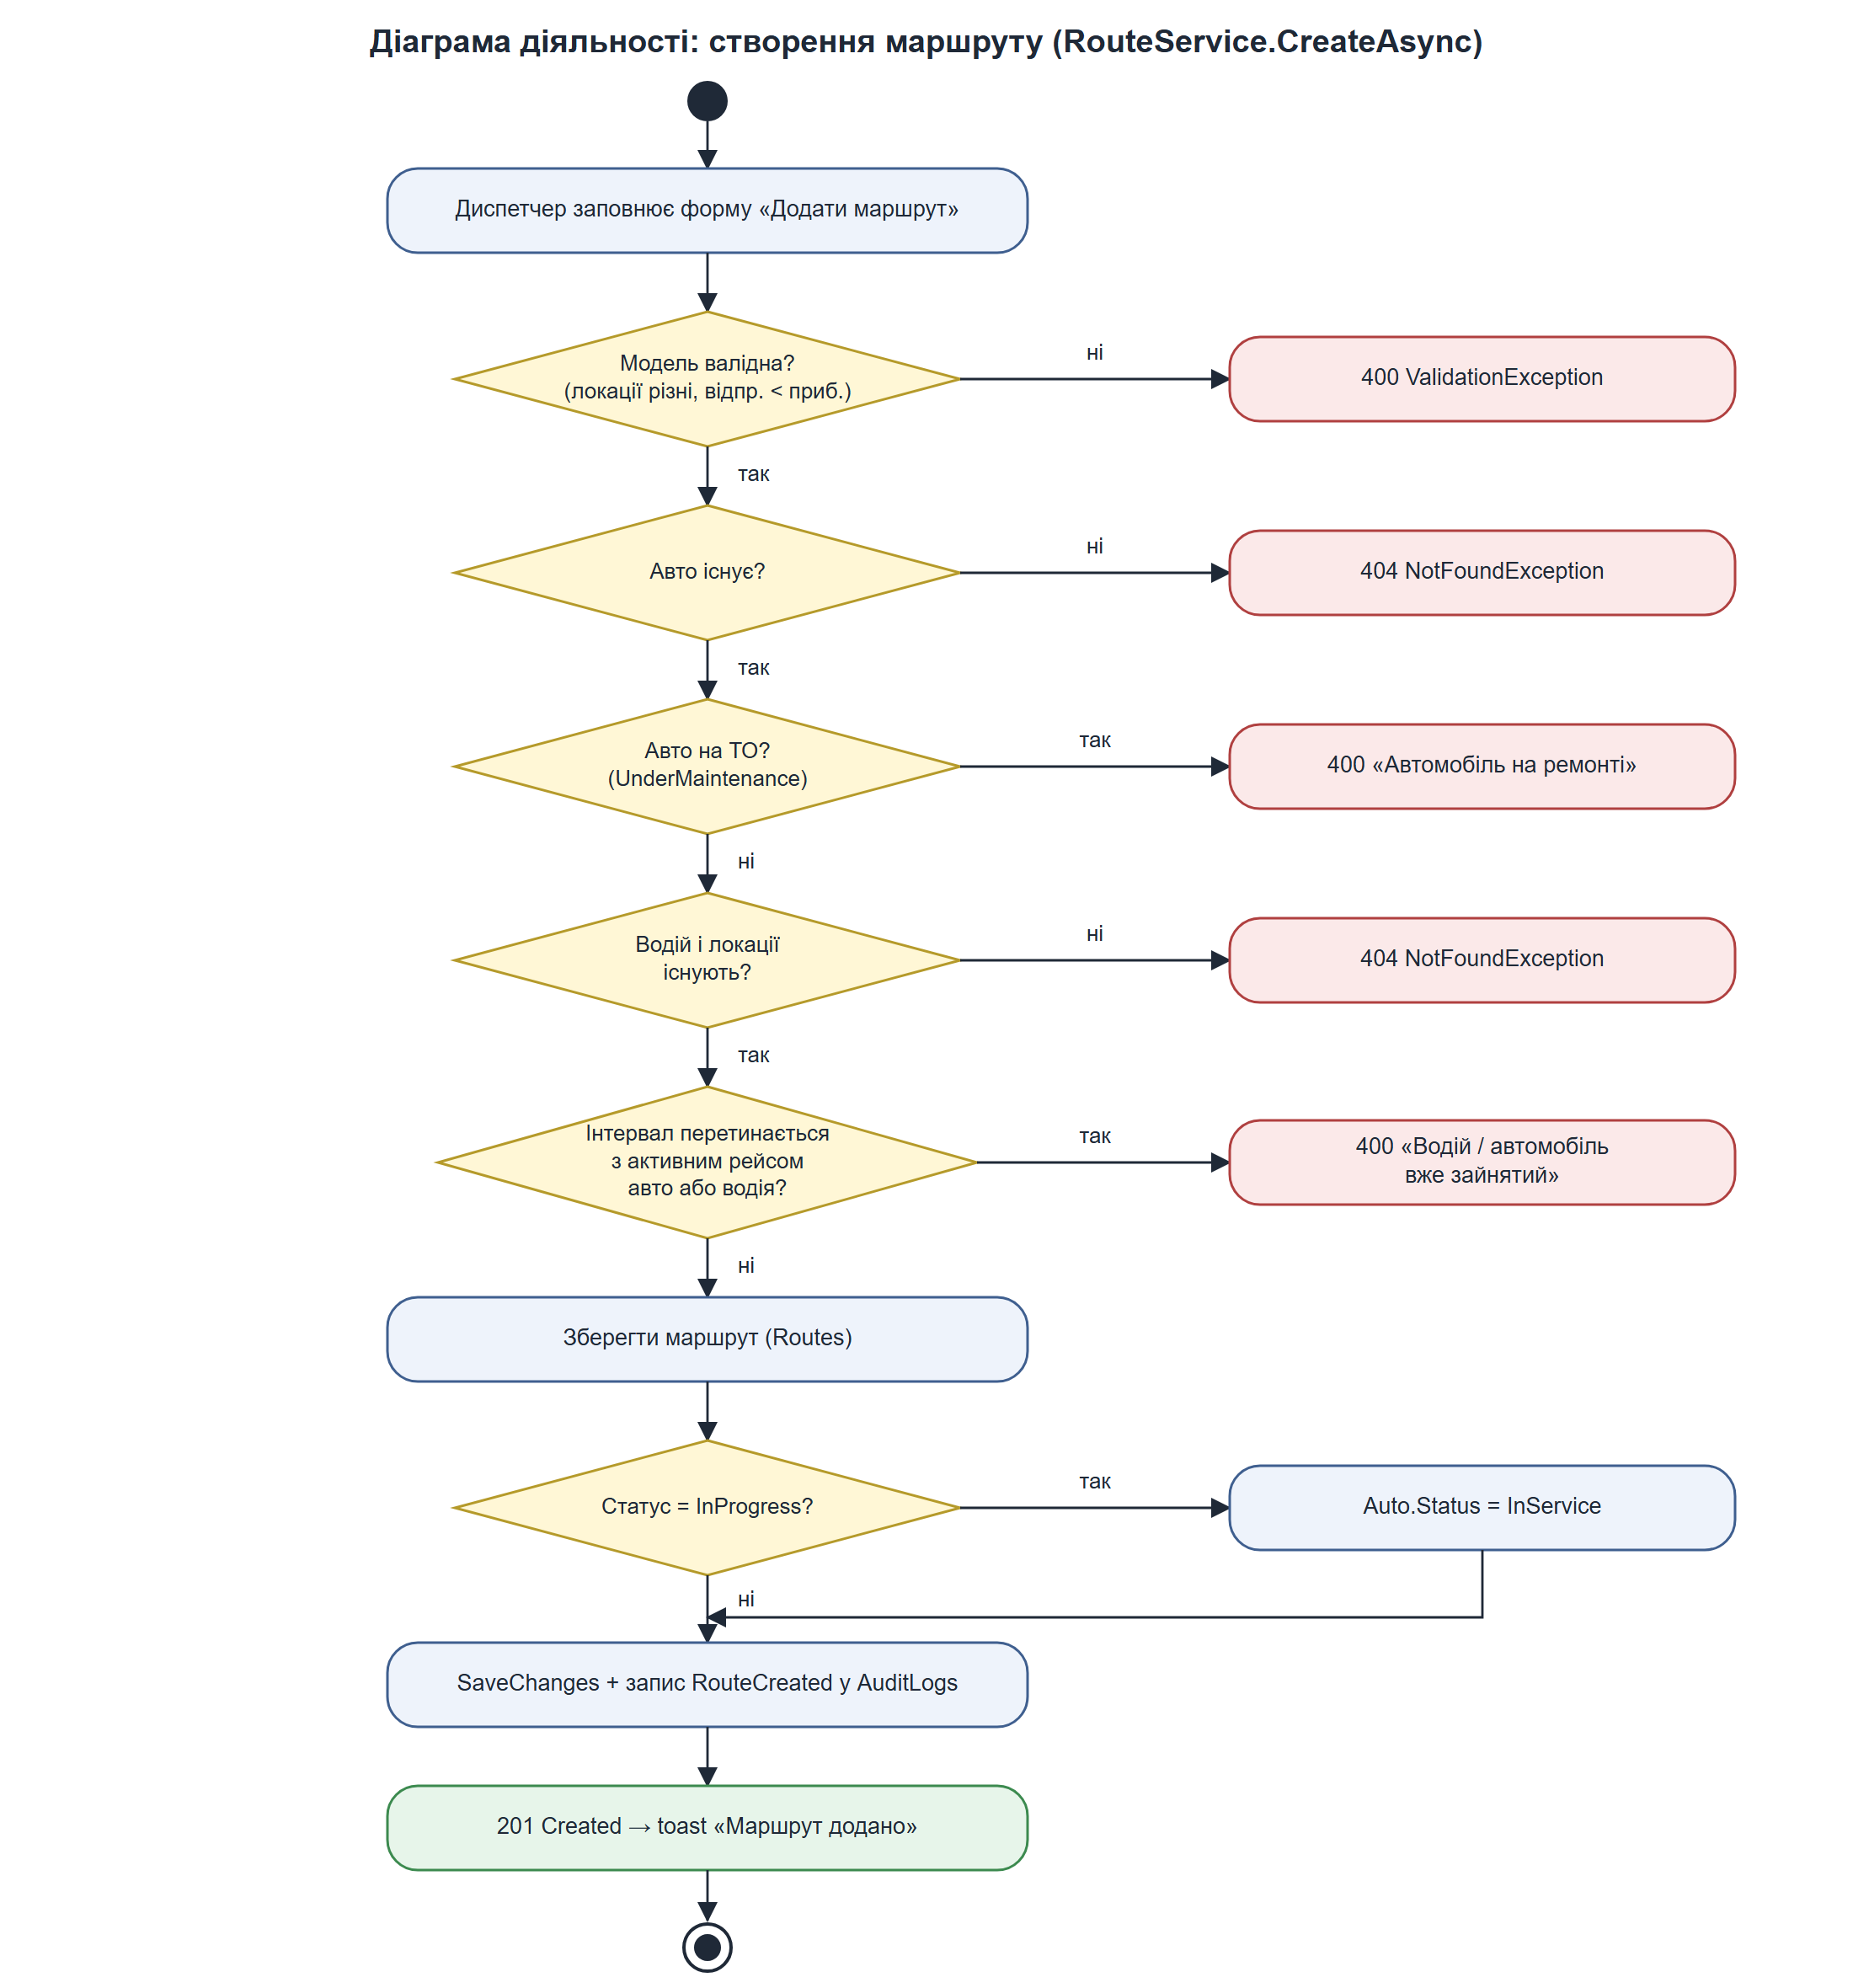 Діаграма діяльності: створення маршруту (RouteService.CreateAsync)
Диспетчер заповнює форму «Додати маршрут»
Модель валідна?
(локації різні, відпр. < приб.)
ні
400 ValidationException
так
Авто існує?
ні
404 NotFoundException
так
Авто на ТО?
(UnderMaintenance)
так
400 «Автомобіль на ремонті»
ні
Водій і локації
існують?
ні
404 NotFoundException
так
Інтервал перетинається
з активним рейсом
авто або водія?
так
400 «Водій / автомобіль
вже зайнятий»
ні
Зберегти маршрут (Routes)
Статус = InProgress?
так
Auto.Status = InService
ні
SaveChanges + запис RouteCreated у AuditLogs
201 Created → toast «Маршрут додано»